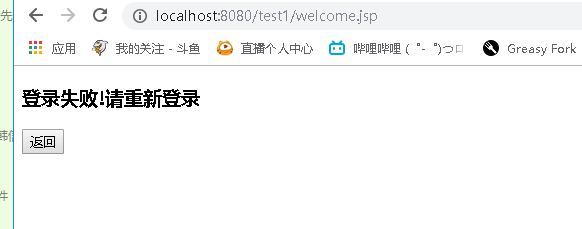 先
localhost:8080/test1/welcome.jsp
应用 我的关注 - 斗鱼 直播个人中心 哔哩哔哩 ( ゜- ゜)つロ Greasy Fork
登录失败!请重新登录
返回
件